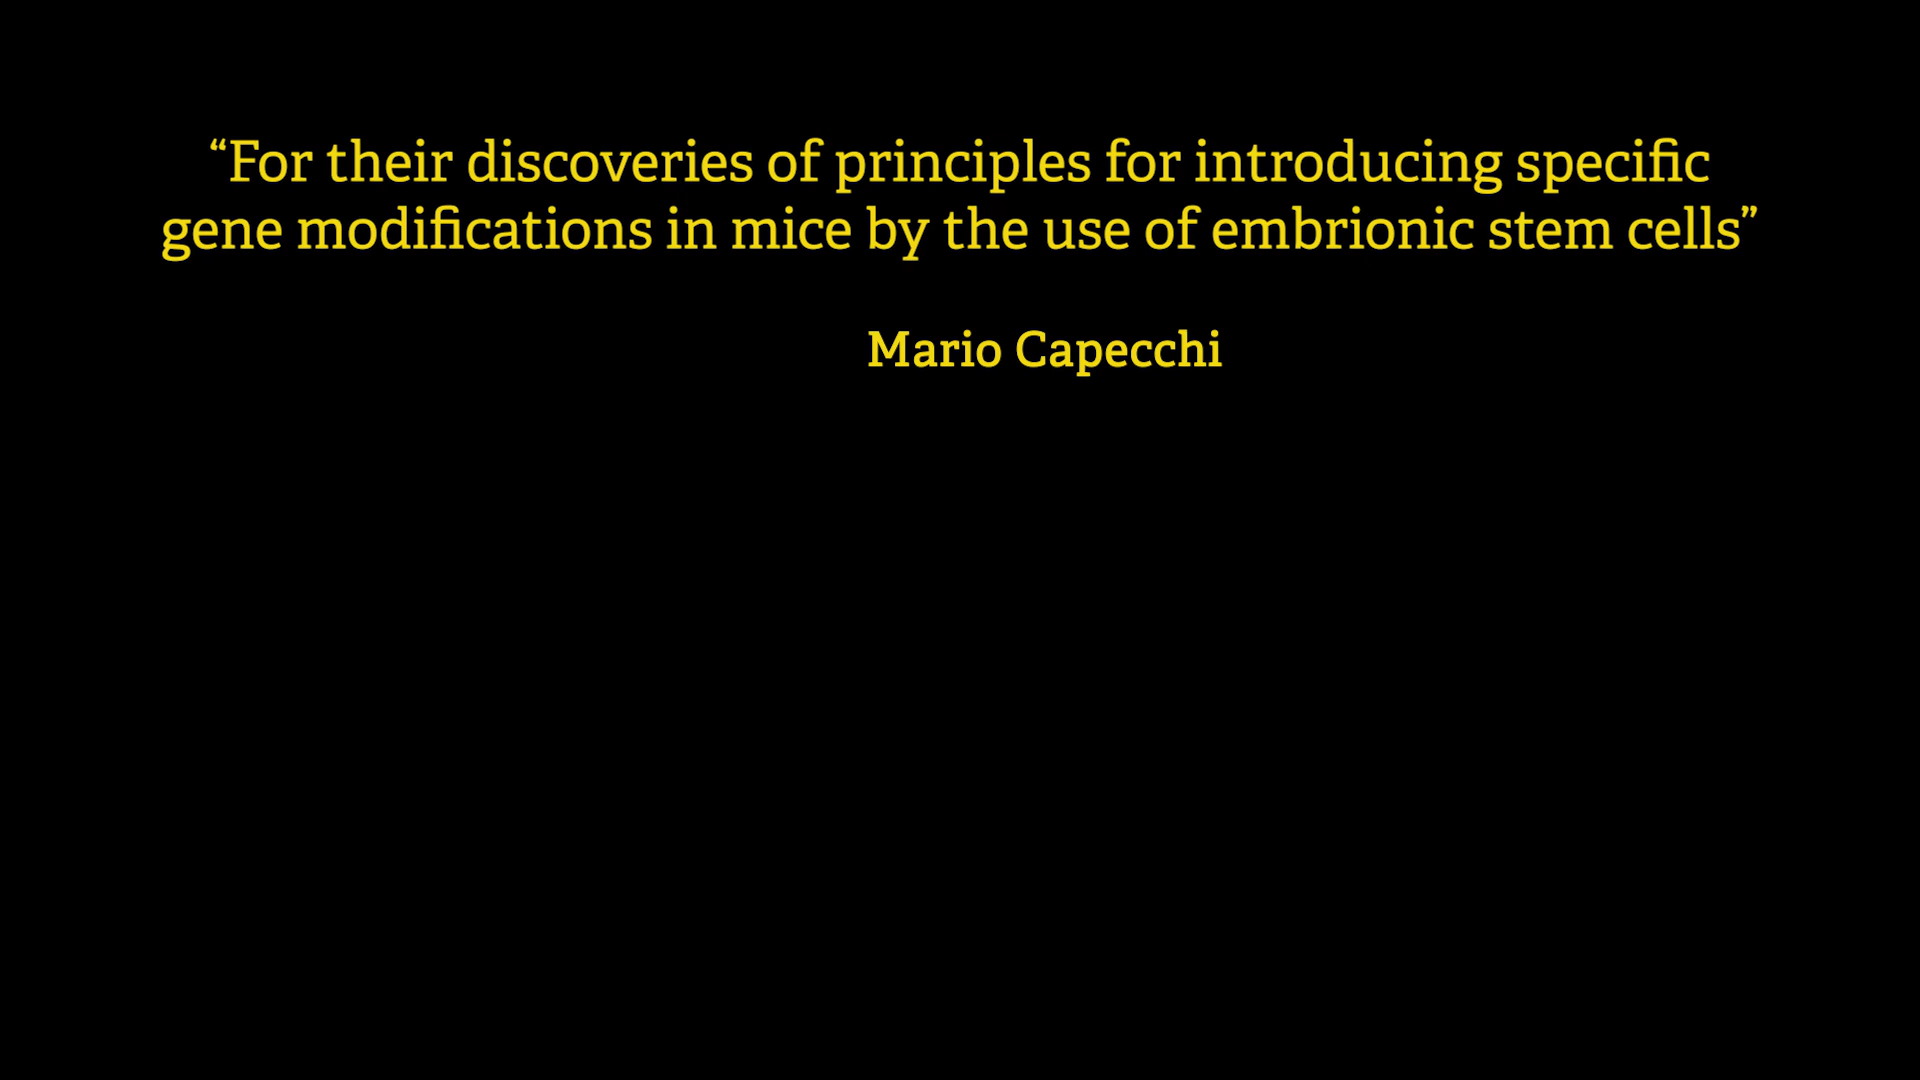 “For their discoveries of principles for introducing specific
gene modifications in mice by the use of embrionic stem cells”
Mario Capecchi